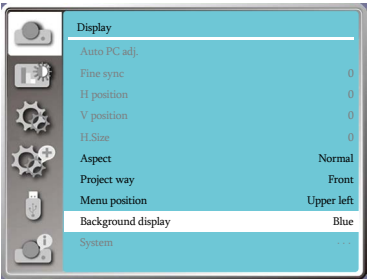 Display
Auto PC adj.
Fine sync 0
H position 0
V position 0
H.Size 0
Aspect Normal
Project way Front
Menu position Upper left
Background display Blue
System - - -